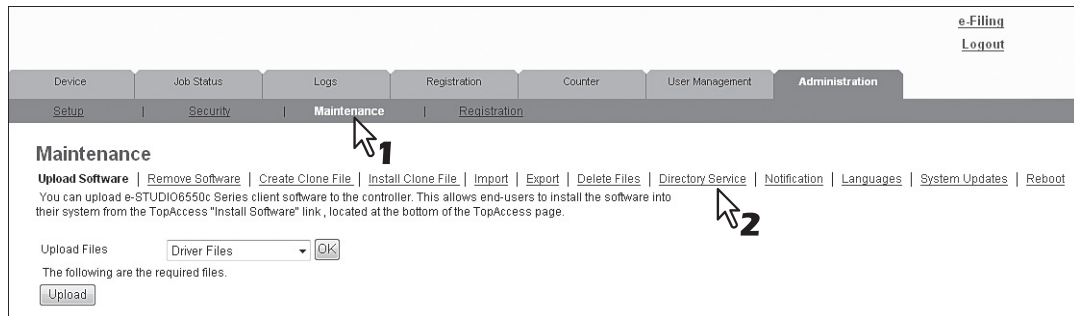 e-Filing
Logout
Device Job Status Logs Registration Counter User Management Administration
Setup | Security | Maintenance | Registration
1
Maintenance
Upload Software | Remove Software | Create Clone File | Install Clone File | Import | Export | Delete Files | Directory Service | Notification | Languages | System Updates | Reboot
You can upload e-STUDIO6550c Series client software to the controller. This allows end-users to install the software into
their system from the TopAccess "Install Software" link , located at the bottom of the TopAccess page.
2
Upload Files Driver Files OK
The following are the required files.
Upload